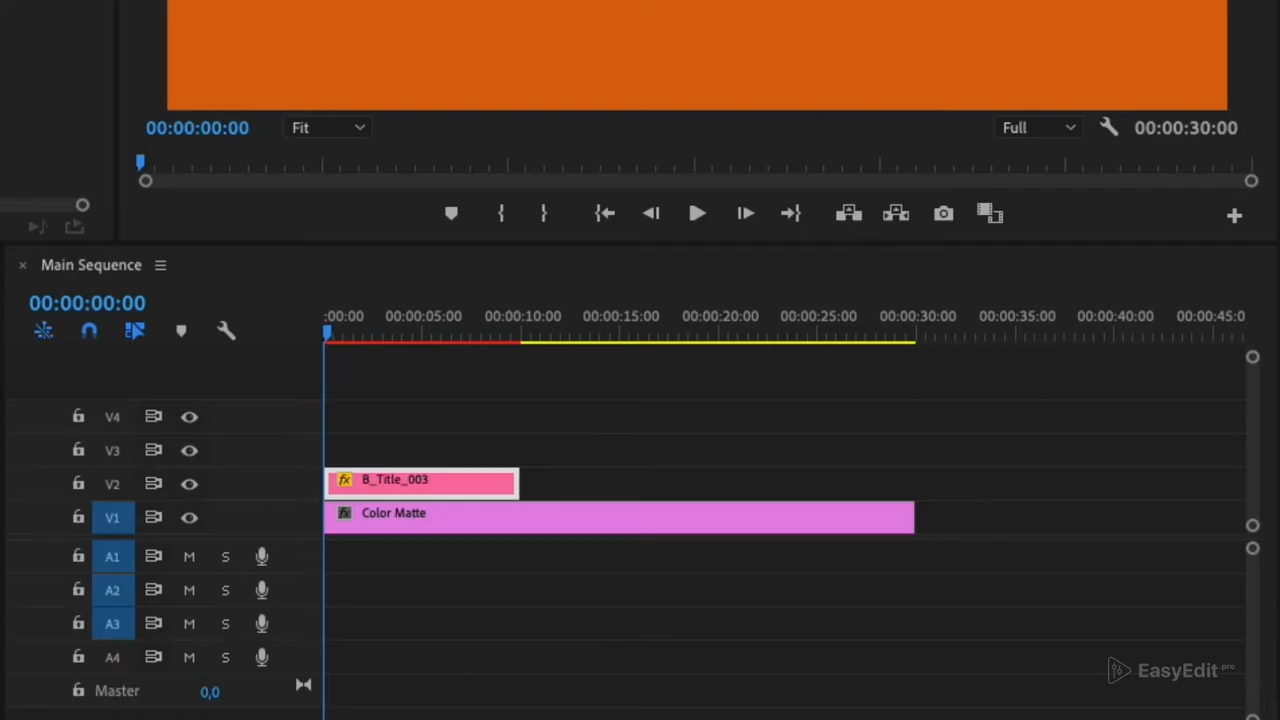 00:00:00:00 Fit Full 00:00:30:00
× Main Sequence
00:00:00:00
:00:00 00:00:05:00 00:00:10:00 00:00:15:00 00:00:20:00 00:00:25:00 00:00:30:00 00:00:35:00 00:00:40:00 00:00:45:0
V4
V3
V2 fx B_Title_003
V1 fx Color Matte
A1 M S
A2 M S
A3 M S
A4 M S
EasyEdit.pro
Master 0,0